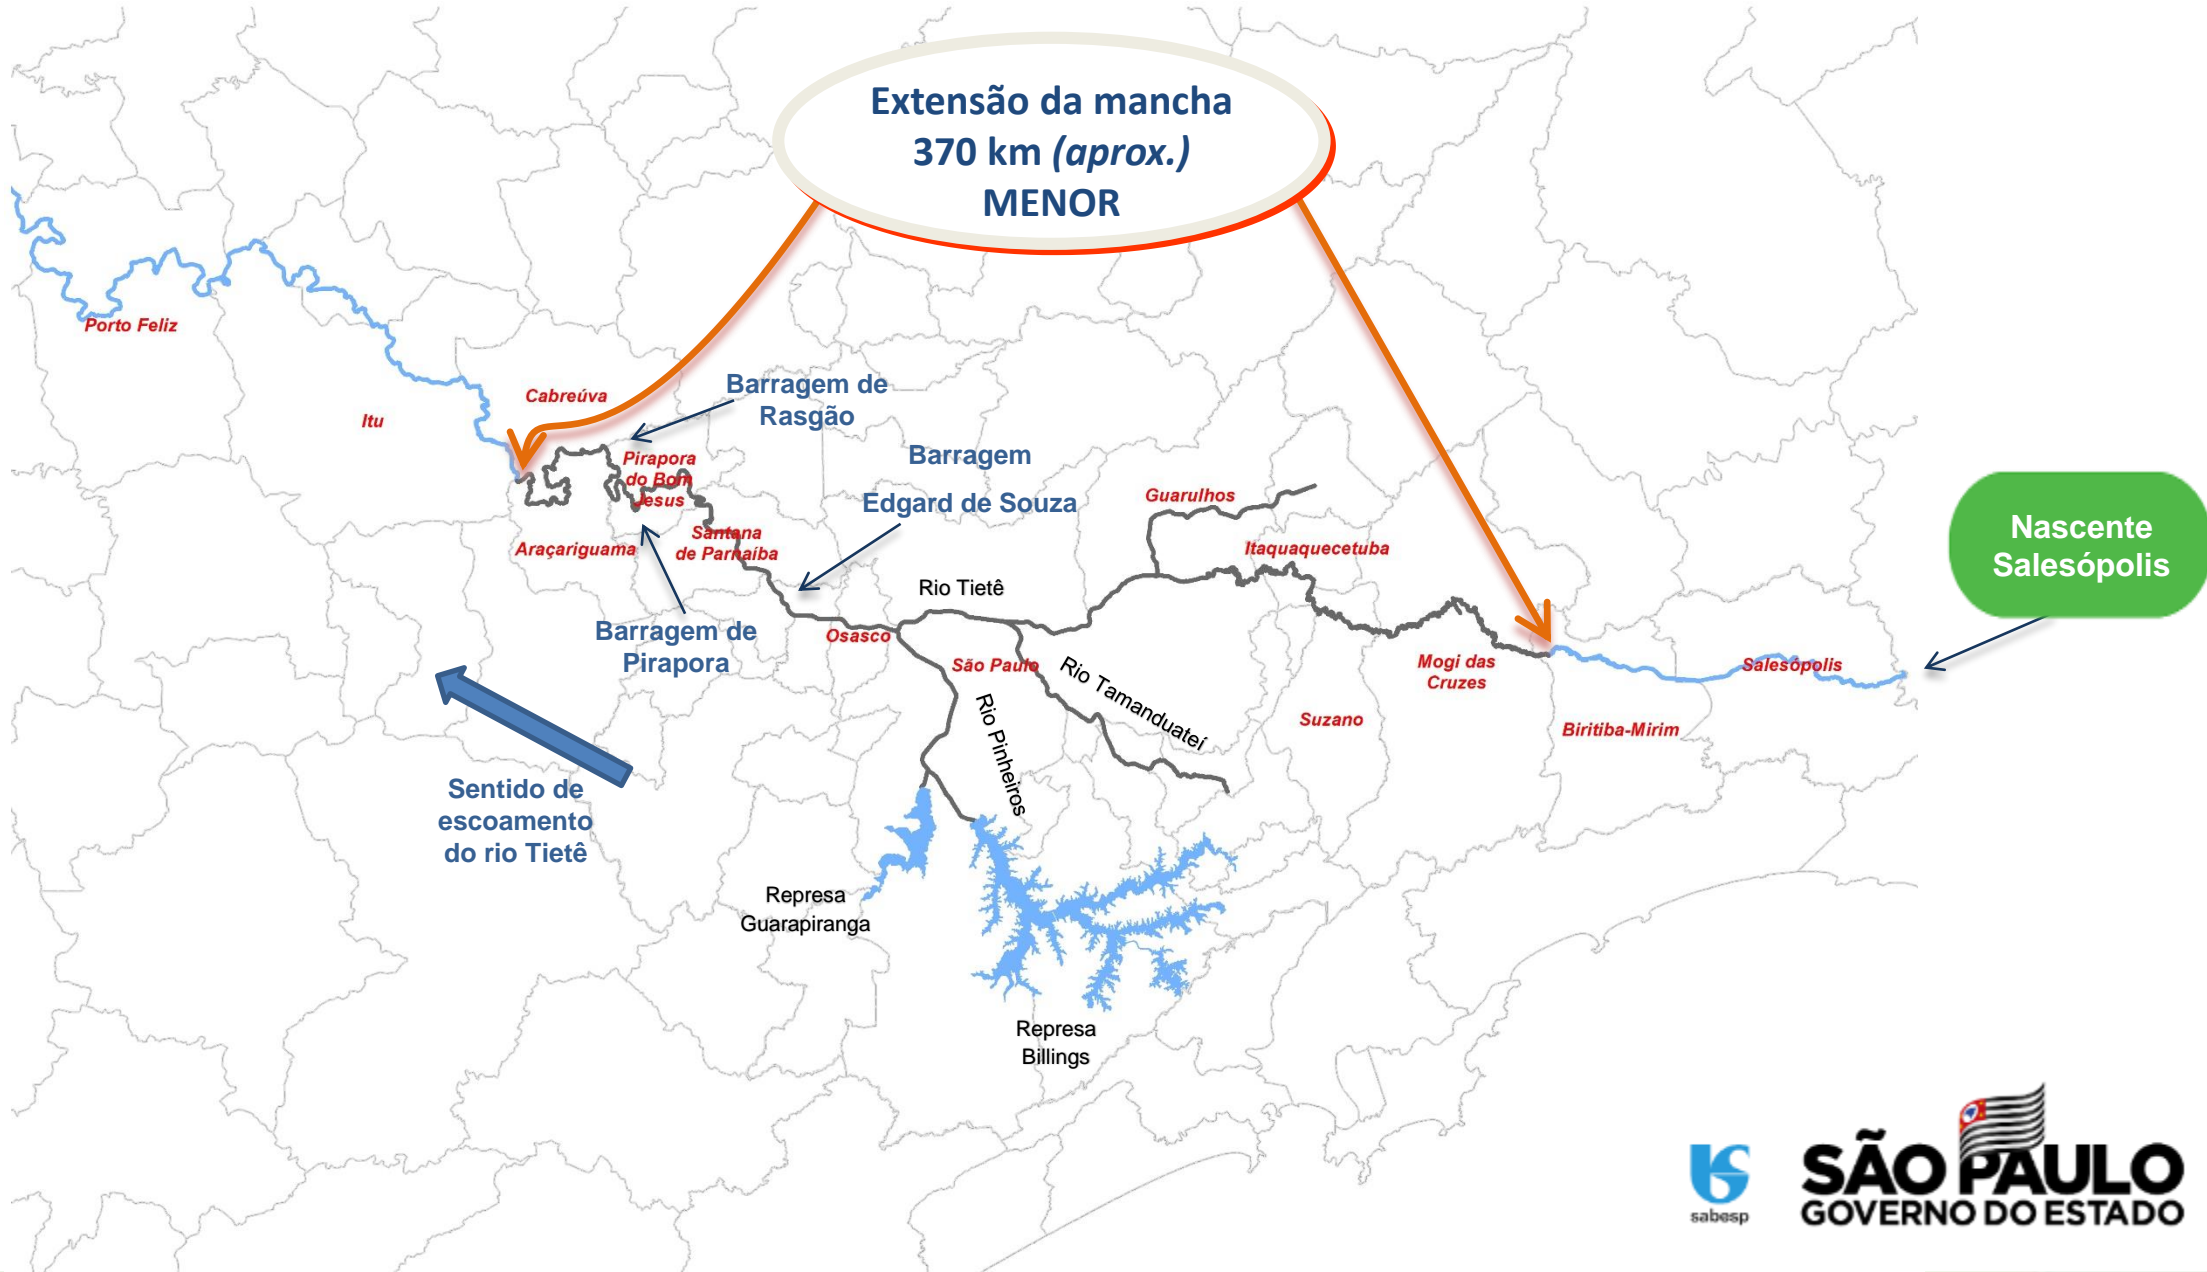 Extensão da mancha
370 km (aprox.)
MENOR
Porto Feliz
Itu
Cabreúva
Barragem de
Rasgão
Pirapora
do Bom
Jesus
Barragem
Edgard de Souza
Guarulhos
Nascente
Salesópolis
Araçariguama
Santana
de Parnaíba
Itaquaquecetuba
Rio Tietê
Barragem de
Pirapora
Osasco
São Paulo
Rio Tamanduateí
Rio Pinheiros
Mogi das
Cruzes
Salesópolis
Suzano
Biritiba-Mirim
Sentido de
escoamento
do rio Tietê
Represa
Guarapiranga
Represa
Billings
sabesp
SÃO PAULO
GOVERNO DO ESTADO